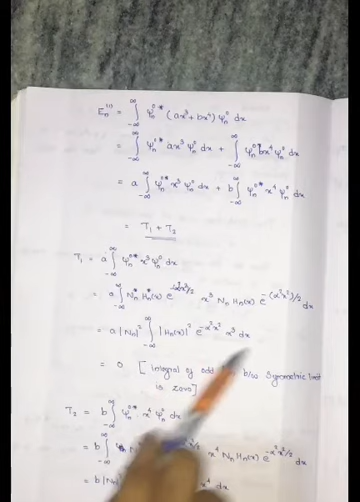 E_n^(1) = ∫_{-∞}^{∞} ψ_n^{0*} (ax³+bx⁴) ψ_n^0 dx
= ∫_{-∞}^{∞} ψ_n^{0*} ax³ ψ_n^0 dx + ∫_{-∞}^{∞} ψ_n^{0*} bx⁴ ψ_n^0 dx
= a ∫_{-∞}^{∞} ψ_n^{0*} x³ ψ_n^0 dx + b ∫_{-∞}^{∞} ψ_n^{0*} x⁴ ψ_n^0 dx
= T₁ + T₂
T₁ = a ∫_{-∞}^{∞} ψ_n^{0*} x³ ψ_n^0 dx
= a ∫_{-∞}^{∞} N_n^* H_n^*(x) e^{-α²x²/2} x³ N_n H_n(x) e^{-(α²x²)/2} dx
= a |N_n|² ∫_{-∞}^{∞} |H_n(x)|² e^{-α²x²} x³ dx
= 0 [Integral of odd b/w symmetric limit
is zero]
T₂ = b ∫_{-∞}^{∞} ψ_n^{0*} x⁴ ψ_n^0 dx
= b ∫_{-∞}^{∞} x²/2 x⁴ N_n H_n(x) e^{-α²x²/2} dx
= b |N_n| x⁴ dx